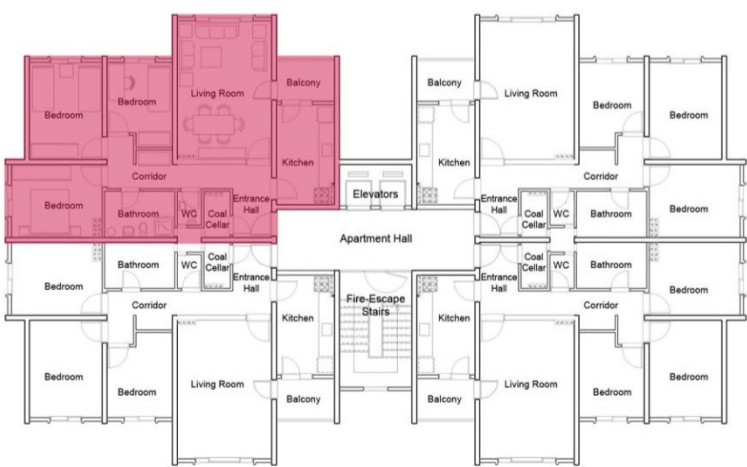 Balcony
Balcony
Living Room
Living Room
Bedroom
Bedroom
Bedroom
Bedroom
Kitchen
Kitchen
Corridor
Corridor
Elevators
Bedroom
Bathroom
WC
Coal
Cellar
Entrance
Hall
Entrance
Hall
Coal
Cellar
WC
Bathroom
Bedroom
Apartment Hall
Bedroom
Bathroom
WC
Coal
Cellar
Entrance
Hall
Entrance
Hall
Coal
Cellar
WC
Bathroom
Bedroom
Corridor
Kitchen
Fire-Escape
Stairs
Kitchen
Corridor
Bedroom
Bedroom
Living Room
Living Room
Bedroom
Bedroom
Balcony
Balcony